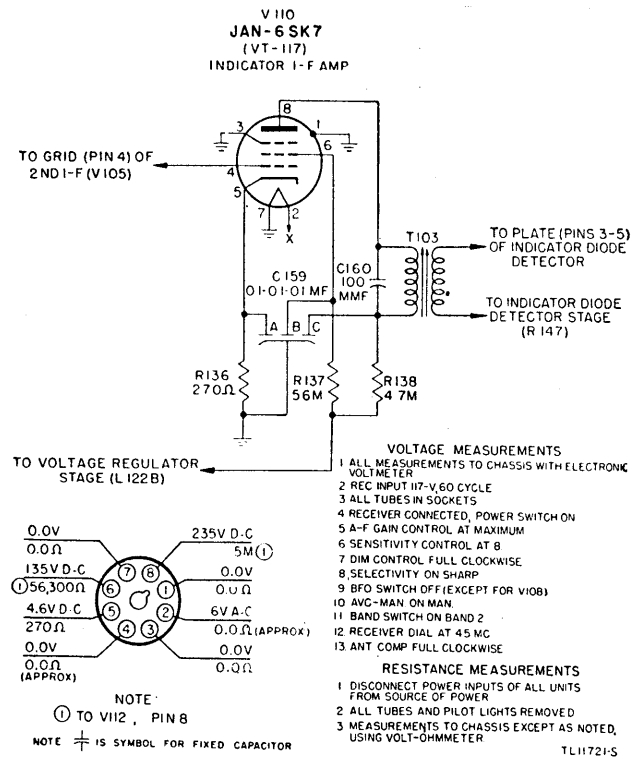 V110
JAN-6SK7
(VT-117)
INDICATOR I-F AMP
8
3
1
6
4
5
7
2
X
TO GRID (PIN 4) OF
2ND I-F (V105)
T103
TO PLATE (PINS 3-5)
OF INDICATOR DIODE
DETECTOR
C159
01-01-01 MF
C160
100
MMF
A B C
TO INDICATOR DIODE
DETECTOR STAGE
(R147)
R136
270Ω
R137
56M
R138
4.7M
TO VOLTAGE REGULATOR
STAGE (L122B)
VOLTAGE MEASUREMENTS
1 ALL MEASUREMENTS TO CHASSIS WITH ELECTRONIC
VOLTMETER
2 REC INPUT 117-V, 60 CYCLE
3 ALL TUBES IN SOCKETS
4 RECEIVER CONNECTED, POWER SWITCH ON
5 A-F GAIN CONTROL AT MAXIMUM
6 SENSITIVITY CONTROL AT 8
7 DIM CONTROL FULL CLOCKWISE
8, SELECTIVITY ON SHARP
9 BFO SWITCH OFF (EXCEPT FOR V108)
10 AVC-MAN ON MAN.
11 BAND SWITCH ON BAND 2
12. RECEIVER DIAL AT 4.5 MC
13. ANT COMP FULL CLOCKWISE
RESISTANCE MEASUREMENTS
1 DISCONNECT POWER INPUTS OF ALL UNITS
FROM SOURCE OF POWER
2 ALL TUBES AND PILOT LIGHTS REMOVED
3 MEASUREMENTS TO CHASSIS EXCEPT AS NOTED,
USING VOLT-OHMMETER
0.0V
0.0Ω
235V D-C
5M ①
135V D-C
① 56,300Ω
0.0V
0.0Ω
4.6V D-C
270Ω
6V A-C
0.0Ω (APPROX)
0.0V
0.0Ω
(APPROX)
0.0V
0.0Ω
7 8
6 1
5 2
4 3
NOTE:
① TO V112, PIN 8
NOTE IS SYMBOL FOR FIXED CAPACITOR
TL11721-S